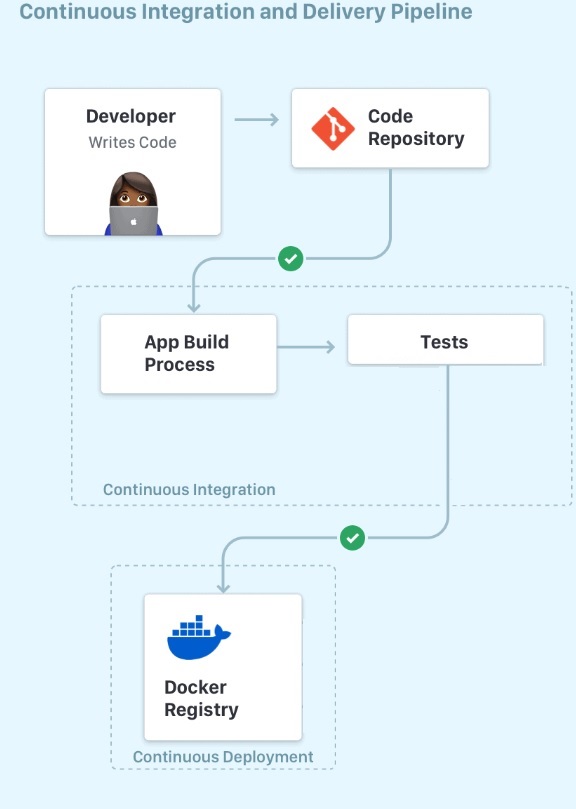 Continuous Integration and Delivery Pipeline
Developer
Writes Code
Code
Repository
App Build
Process
Tests
Continuous Integration
Docker
Registry
Continuous Deployment